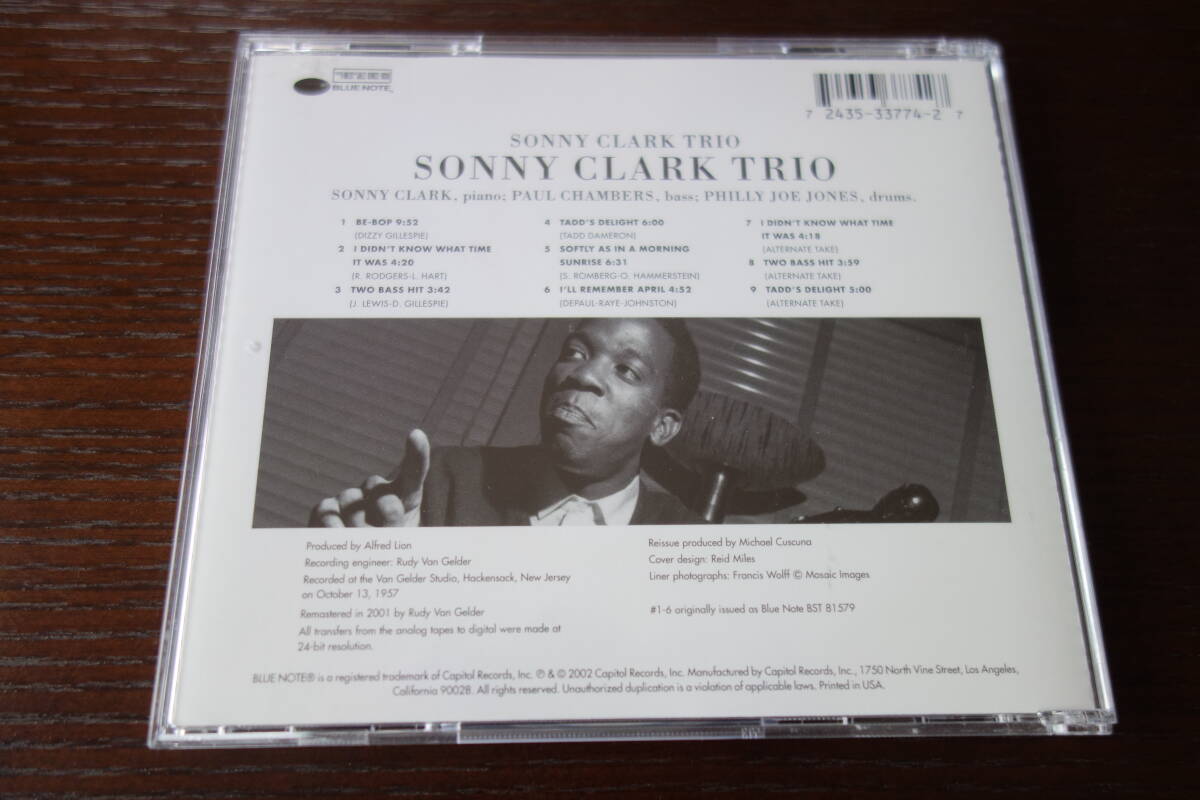 BLUE NOTE
7 2435-33774-2 7
SONNY CLARK TRIO
SONNY CLARK TRIO
SONNY CLARK, piano; PAUL CHAMBERS, bass; PHILLY JOE JONES, drums.
1 BE-BOP 9:52
(DIZZY GILLESPIE)
2 I DIDN'T KNOW WHAT TIME
IT WAS 4:20
(R. RODGERS-L. HART)
3 TWO BASS HIT 3:42
(J. LEWIS-D. GILLESPIE)
4 TADD'S DELIGHT 6:00
(TADD DAMERON)
5 SOFTLY AS IN A MORNING
SUNRISE 6:31
(S. ROMBERG-O. HAMMERSTEIN)
6 I'LL REMEMBER APRIL 4:52
(DEPAUL-RAYE-JOHNSTON)
7 I DIDN'T KNOW WHAT TIME
IT WAS 4:18
(ALTERNATE TAKE)
8 TWO BASS HIT 3:59
(ALTERNATE TAKE)
9 TADD'S DELIGHT 5:00
(ALTERNATE TAKE)
Produced by Alfred Lion
Recording engineer: Rudy Van Gelder
Recorded at the Van Gelder Studio, Hackensack, New Jersey
on October 13, 1957
Remastered in 2001 by Rudy Van Gelder
All transfers from the analog tapes to digital were made at
24-bit resolution.
Reissue produced by Michael Cuscuna
Cover design: Reid Miles
Liner photographs: Francis Wolff © Mosaic Images
#1-6 originally issued as Blue Note BST 81579
BLUE NOTE® is a registered trademark of Capitol Records, Inc. ℗ & © 2002 Capitol Records, Inc. Manufactured by Capitol Records, Inc., 1750 North Vine Street, Los Angeles,
California 90028. All rights reserved. Unauthorized duplication is a violation of applicable laws. Printed in USA.